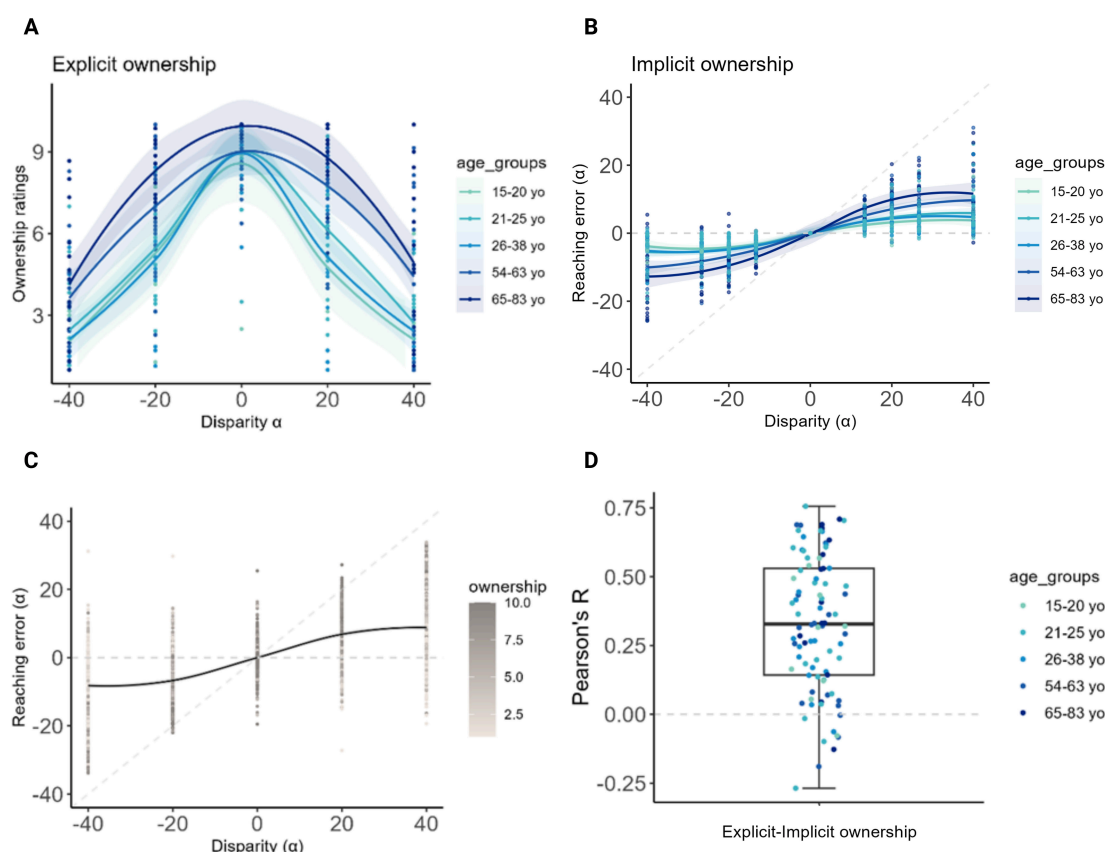 A
Explicit ownership
Ownership ratings
9
6
3
-40 -20 0 20 40
Disparity α
age_groups
15-20 yo
21-25 yo
26-38 yo
54-63 yo
65-83 yo
B
Implicit ownership
Reaching error (α)
40
20
0
-20
-40
-40 -20 0 20 40
Disparity (α)
age_groups
15-20 yo
21-25 yo
26-38 yo
54-63 yo
65-83 yo
C
Reaching error (α)
40
20
0
-20
-40
-40 -20 0 20 40
Disparity (α)
ownership
10.0
7.5
5.0
2.5
D
Pearson's R
0.75
0.50
0.25
0.00
-0.25
Explicit-Implicit ownership
age_groups
15-20 yo
21-25 yo
26-38 yo
54-63 yo
65-83 yo